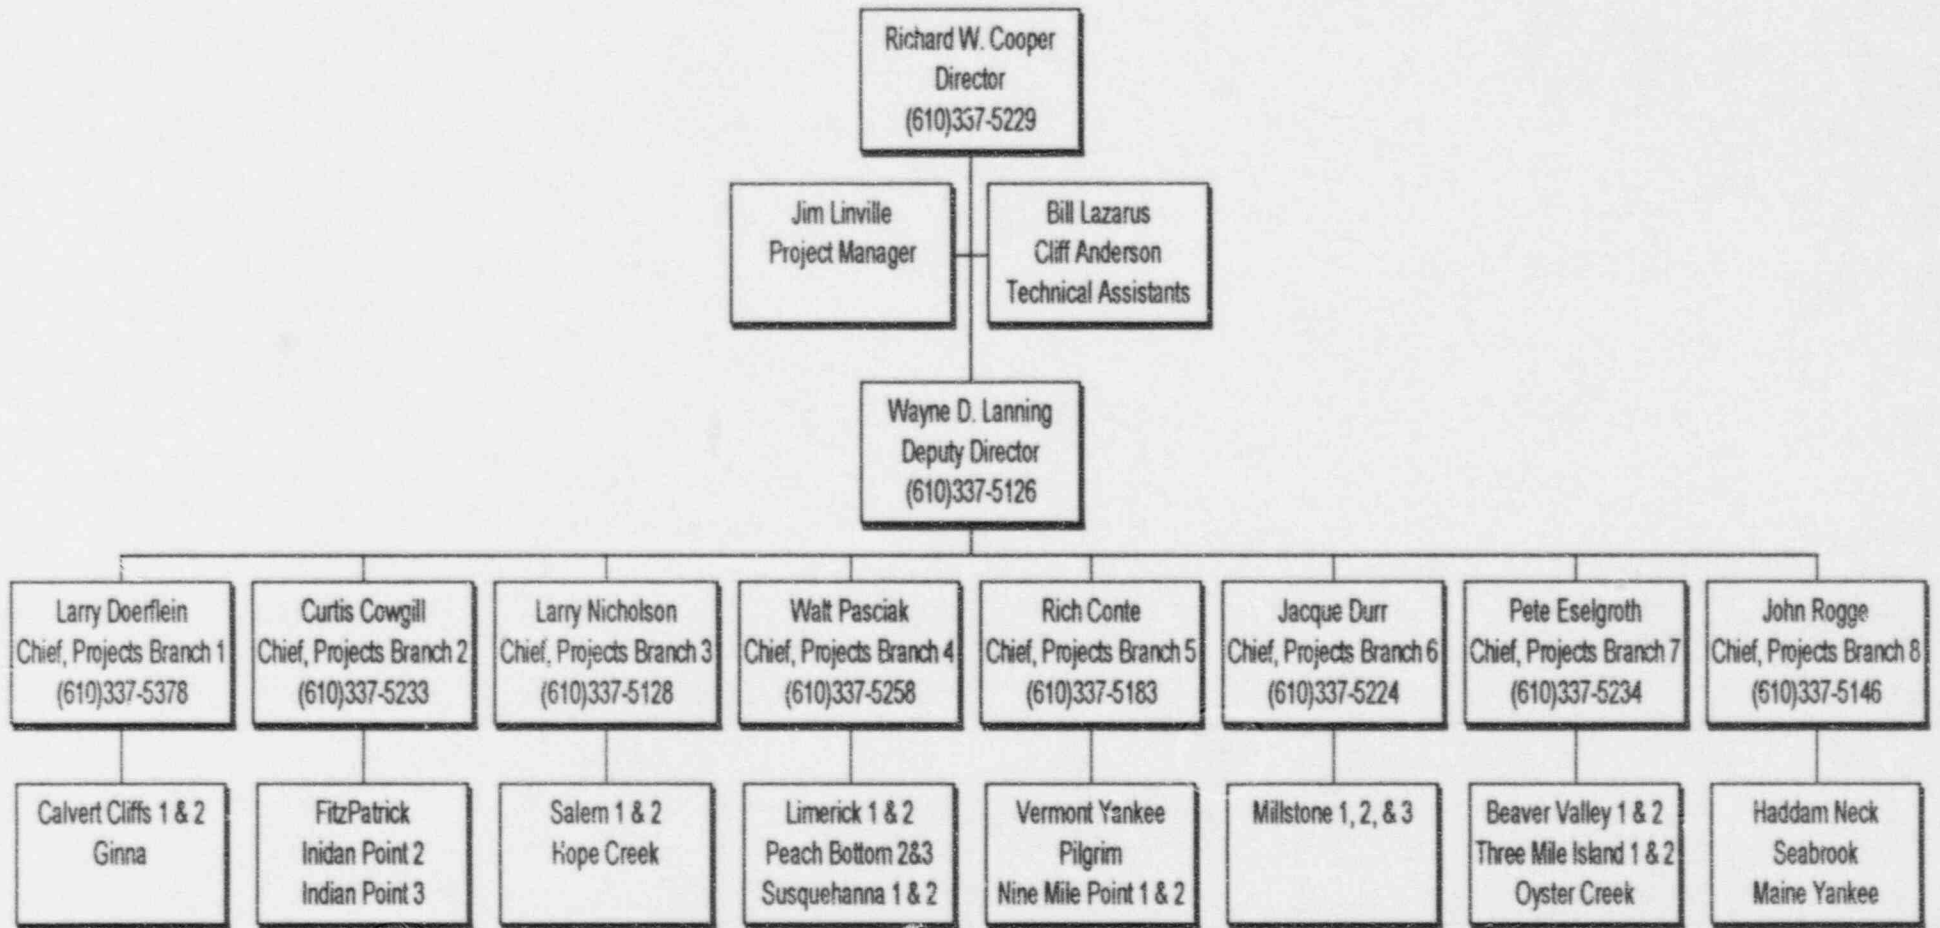 Richard W. Cooper
Director
(610)337-5229
Jim Linville
Project Manager
Bill Lazarus
Cliff Anderson
Technical Assistants
Wayne D. Lanning
Deputy Director
(610)337-5126
Larry Doerflein
Chief, Projects Branch 1
(610)337-5378
Curtis Cowgill
Chief, Projects Branch 2
(610)337-5233
Larry Nicholson
Chief, Projects Branch 3
(610)337-5128
Walt Pasciak
Chief, Projects Branch 4
(610)337-5258
Rich Conte
Chief, Projects Branch 5
(610)337-5183
Jacque Durr
Chief, Projects Branch 6
(610)337-5224
Pete Eselgroth
Chief, Projects Branch 7
(610)337-5234
John Rogge
Chief, Projects Branch 8
(610)337-5146
Calvert Cliffs 1 & 2
Ginna
FitzPatrick
Inidan Point 2
Indian Point 3
Salem 1 & 2
Hope Creek
Limerick 1 & 2
Peach Bottom 2&3
Susquehanna 1 & 2
Vermont Yankee
Pilgrim
Nine Mile Point 1 & 2
Millstone 1, 2, & 3
Beaver Valley 1 & 2
Three Mile Island 1 & 2
Oyster Creek
Haddam Neck
Seabrook
Maine Yankee